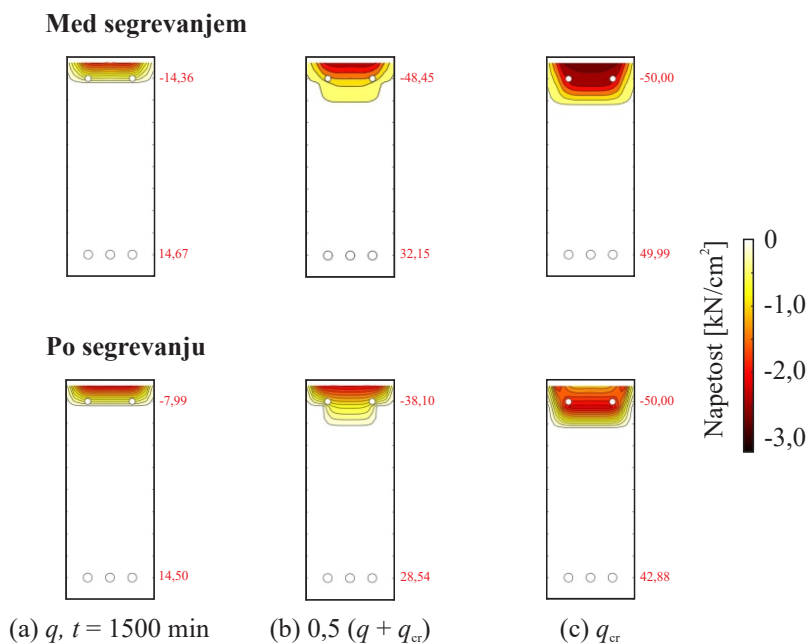 Med segrevanjem
-14,36
-48,45
-50,00
14,67
32,15
49,99
Po segrevanju
-7,99
-38,10
-50,00
14,50
28,54
42,88
Napetost [kN/cm²]
0
-1,0
-2,0
-3,0
(a) q, t = 1500 min
(b) 0,5 (q + qcr)
(c) qcr